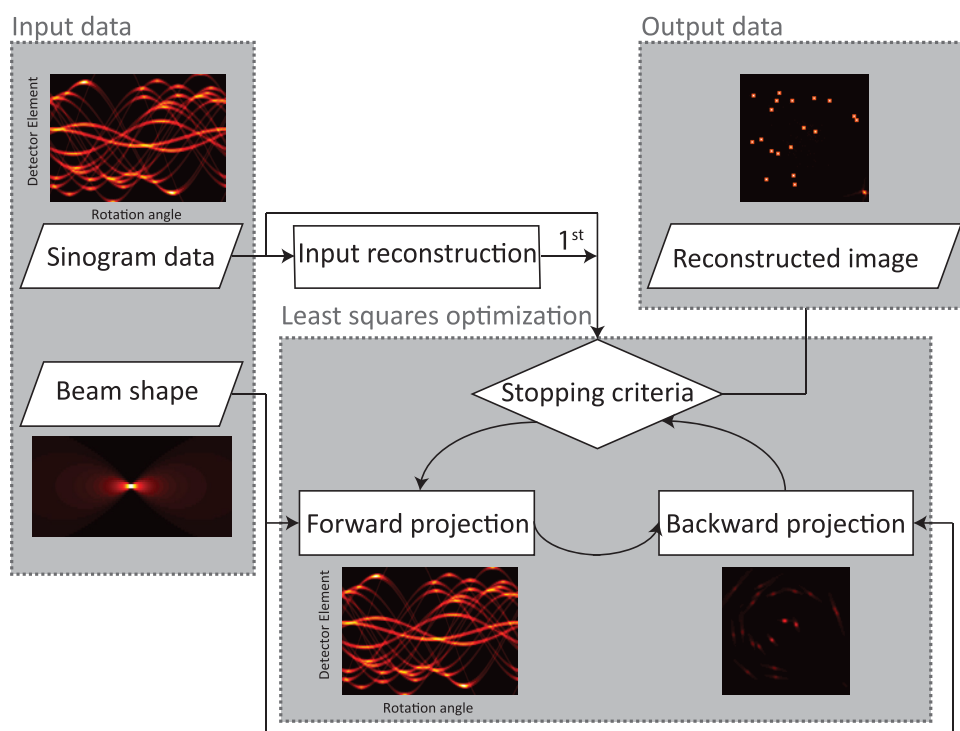 Input data
Output data
Detector Element
Rotation angle
Sinogram data
Input reconstruction
1st
Reconstructed image
Least squares optimization
Beam shape
Stopping criteria
Forward projection
Backward projection
Detector Element
Rotation angle